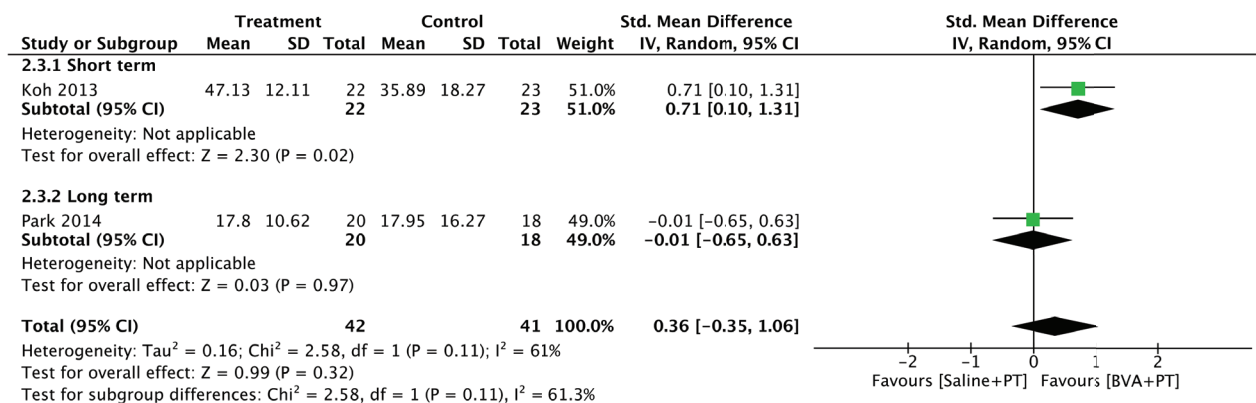 Treatment Control Std. Mean Difference Std. Mean Difference
Study or Subgroup Mean SD Total Mean SD Total Weight IV, Random, 95% CI IV, Random, 95% CI
2.3.1 Short term
Koh 2013 47.13 12.11 22 35.89 18.27 23 51.0% 0.71 [0.10, 1.31]
Subtotal (95% CI) 22 23 51.0% 0.71 [0.10, 1.31]
Heterogeneity: Not applicable
Test for overall effect: Z = 2.30 (P = 0.02)
2.3.2 Long term
Park 2014 17.8 10.62 20 17.95 16.27 18 49.0% −0.01 [−0.65, 0.63]
Subtotal (95% CI) 20 18 49.0% −0.01 [−0.65, 0.63]
Heterogeneity: Not applicable
Test for overall effect: Z = 0.03 (P = 0.97)
Total (95% CI) 42 41 100.0% 0.36 [−0.35, 1.06]
Heterogeneity: Tau² = 0.16; Chi² = 2.58, df = 1 (P = 0.11); I² = 61%
Test for overall effect: Z = 0.99 (P = 0.32)
Test for subgroup differences: Chi² = 2.58, df = 1 (P = 0.11), I² = 61.3%
−2 −1 0 1 2
Favours [Saline+PT] Favours [BVA+PT]